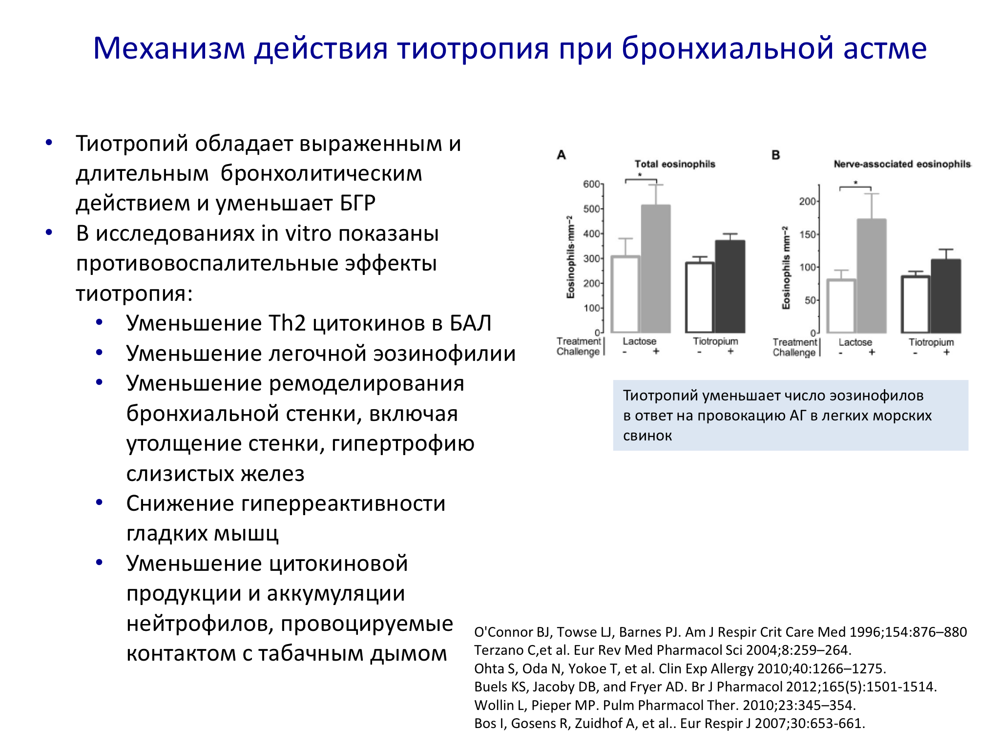 Механизм действия тиотропия при бронхиальной астме
• Тиотропий обладает выраженным и
длительным бронхолитическим
действием и уменьшает БГР
• В исследованиях in vitro показаны
противовоспалительные эффекты
тиотропия:
• Уменьшение Th2 цитокинов в БАЛ
• Уменьшение легочной эозинофилии
• Уменьшение ремоделирования
бронхиальной стенки, включая
утолщение стенки, гипертрофию
слизистых желез
• Снижение гиперреактивности
гладких мышц
• Уменьшение цитокиновой
продукции и аккумуляции
нейтрофилов, провоцируемые
контактом с табачным дымом
A
Total eosinophils
*
600
500
400
300
200
100
0
Eosinophils·mm−2
Treatment Lactose Tiotropium
Challenge - + - +
B
Nerve-associated eosinophils
*
200
150
100
50
0
Eosinophils mm−2
Treatment Lactose Tiotropium
Challenge - + - +
Тиотропий уменьшает число эозинофилов
в ответ на провокацию АГ в легких морских
свинок
O'Connor BJ, Towse LJ, Barnes PJ. Am J Respir Crit Care Med 1996;154:876–880
Terzano C,et al. Eur Rev Med Pharmacol Sci 2004;8:259–264.
Ohta S, Oda N, Yokoe T, et al. Clin Exp Allergy 2010;40:1266–1275.
Buels KS, Jacoby DB, and Fryer AD. Br J Pharmacol 2012;165(5):1501-1514.
Wollin L, Pieper MP. Pulm Pharmacol Ther. 2010;23:345–354.
Bos I, Gosens R, Zuidhof A, et al.. Eur Respir J 2007;30:653-661.